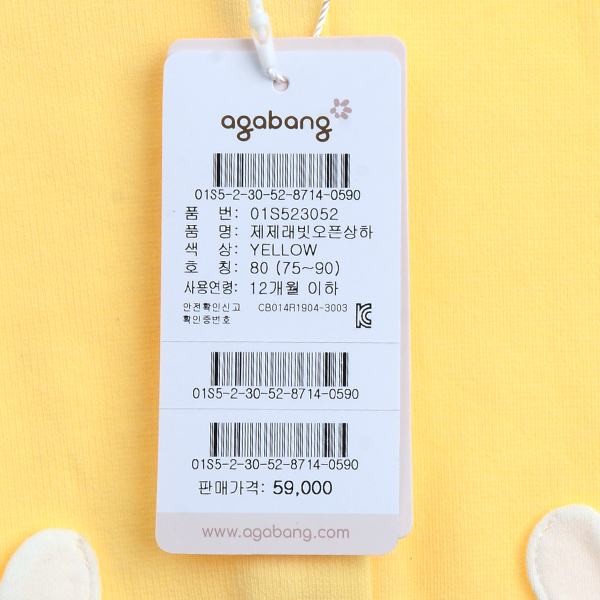 agabang
01S5-2-30-52-8714-0590
품 번: 01S523052
품 명: 제제래빗오픈상하
색 상: YELLOW
호 칭: 80 (75~90)
사용연령: 12개월 이하
안전확인신고 CB014R1904-3003
확인증번호
01S5-2-30-52-8714-0590
01S5-2-30-52-8714-0590
판매가격: 59,000
www.agabang.com